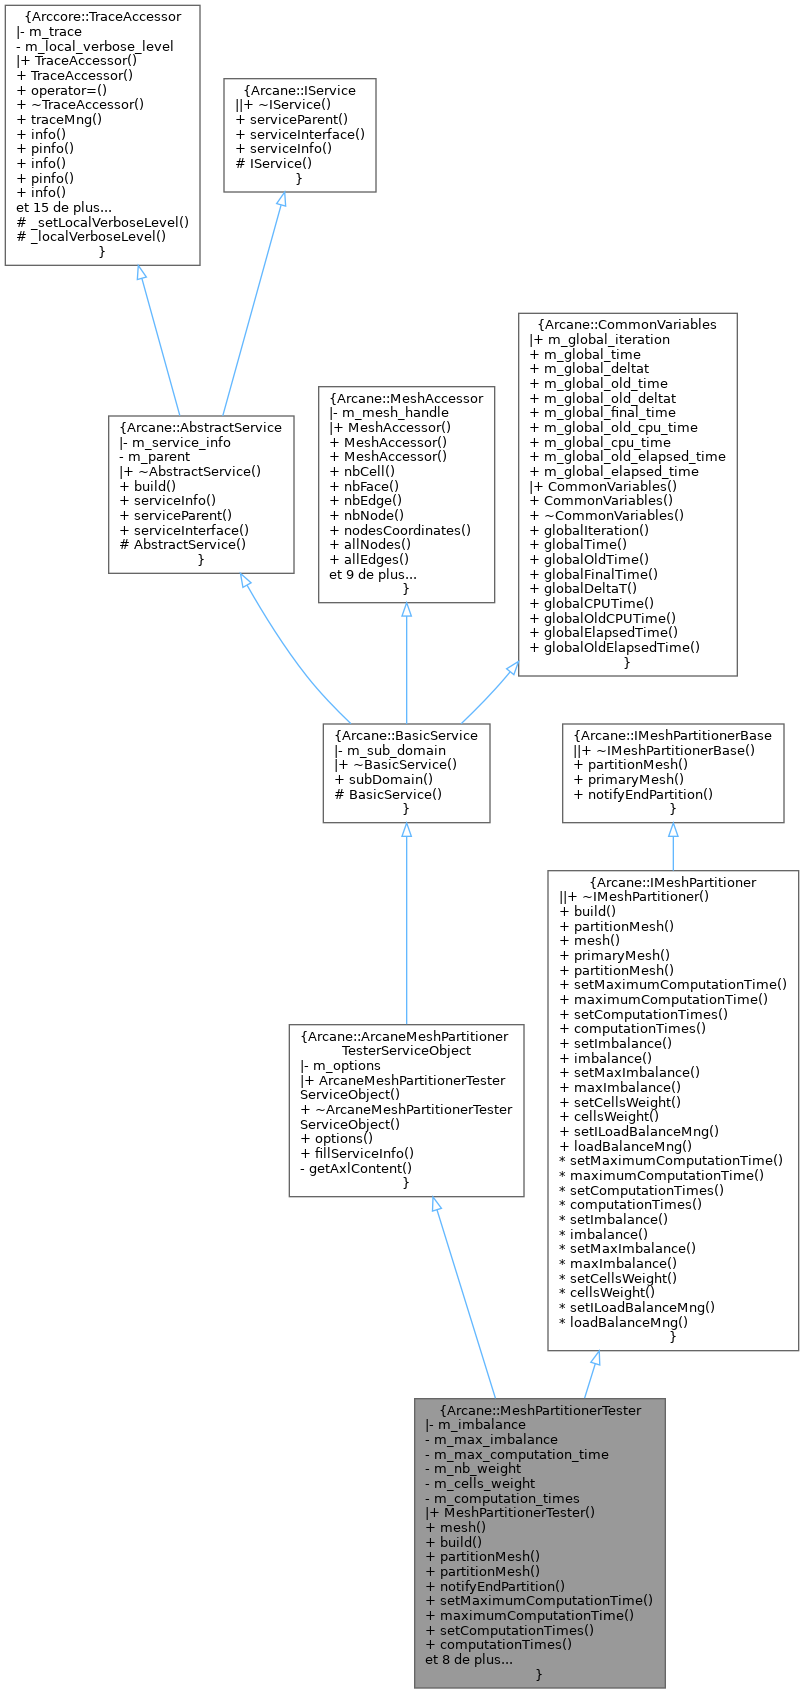 {Arccore::TraceAccessor
|- m_trace
- m_local_verbose_level
|+ TraceAccessor()
+ TraceAccessor()
+ operator=()
+ ~TraceAccessor()
+ traceMng()
+ info()
+ pinfo()
+ info()
+ pinfo()
+ info()
et 15 de plus...
# _setLocalVerboseLevel()
# _localVerboseLevel()
}
{Arcane::IService
||+ ~IService()
+ serviceParent()
+ serviceInterface()
+ serviceInfo()
# IService()
}
{Arcane::CommonVariables
|+ m_global_iteration
+ m_global_time
+ m_global_deltat
+ m_global_old_time
+ m_global_old_deltat
+ m_global_final_time
+ m_global_old_cpu_time
+ m_global_cpu_time
+ m_global_old_elapsed_time
+ m_global_elapsed_time
|+ CommonVariables()
+ CommonVariables()
+ ~CommonVariables()
+ globalIteration()
+ globalTime()
+ globalOldTime()
+ globalFinalTime()
+ globalDeltaT()
+ globalCPUTime()
+ globalOldCPUTime()
+ globalElapsedTime()
+ globalOldElapsedTime()
}
{Arcane::MeshAccessor
|- m_mesh_handle
|+ MeshAccessor()
+ MeshAccessor()
+ MeshAccessor()
+ nbCell()
+ nbFace()
+ nbEdge()
+ nbNode()
+ nodesCoordinates()
+ allNodes()
+ allEdges()
et 9 de plus...
}
{Arcane::AbstractService
|- m_service_info
- m_parent
|+ ~AbstractService()
+ build()
+ serviceInfo()
+ serviceParent()
+ serviceInterface()
# AbstractService()
}
{Arcane::BasicService
|- m_sub_domain
|+ ~BasicService()
+ subDomain()
# BasicService()
}
{Arcane::IMeshPartitionerBase
||+ ~IMeshPartitionerBase()
+ partitionMesh()
+ primaryMesh()
+ notifyEndPartition()
}
{Arcane::IMeshPartitioner
||+ ~IMeshPartitioner()
+ build()
+ partitionMesh()
+ mesh()
+ primaryMesh()
+ partitionMesh()
+ setMaximumComputationTime()
+ maximumComputationTime()
+ setComputationTimes()
+ computationTimes()
+ setImbalance()
+ imbalance()
+ setMaxImbalance()
+ maxImbalance()
+ setCellsWeight()
+ cellsWeight()
+ setILoadBalanceMng()
+ loadBalanceMng()
* setMaximumComputationTime()
* maximumComputationTime()
* setComputationTimes()
* computationTimes()
* setImbalance()
* imbalance()
* setMaxImbalance()
* maxImbalance()
* setCellsWeight()
* cellsWeight()
* setILoadBalanceMng()
* loadBalanceMng()
}
{Arcane::ArcaneMeshPartitioner
TesterServiceObject
|- m_options
|+ ArcaneMeshPartitionerTester
ServiceObject()
+ ~ArcaneMeshPartitionerTester
ServiceObject()
+ options()
+ fillServiceInfo()
- getAxlContent()
}
{Arcane::MeshPartitionerTester
|- m_imbalance
- m_max_imbalance
- m_max_computation_time
- m_nb_weight
- m_cells_weight
- m_computation_times
|+ MeshPartitionerTester()
+ mesh()
+ build()
+ partitionMesh()
+ partitionMesh()
+ notifyEndPartition()
+ setMaximumComputationTime()
+ maximumComputationTime()
+ setComputationTimes()
+ computationTimes()
et 8 de plus...
}